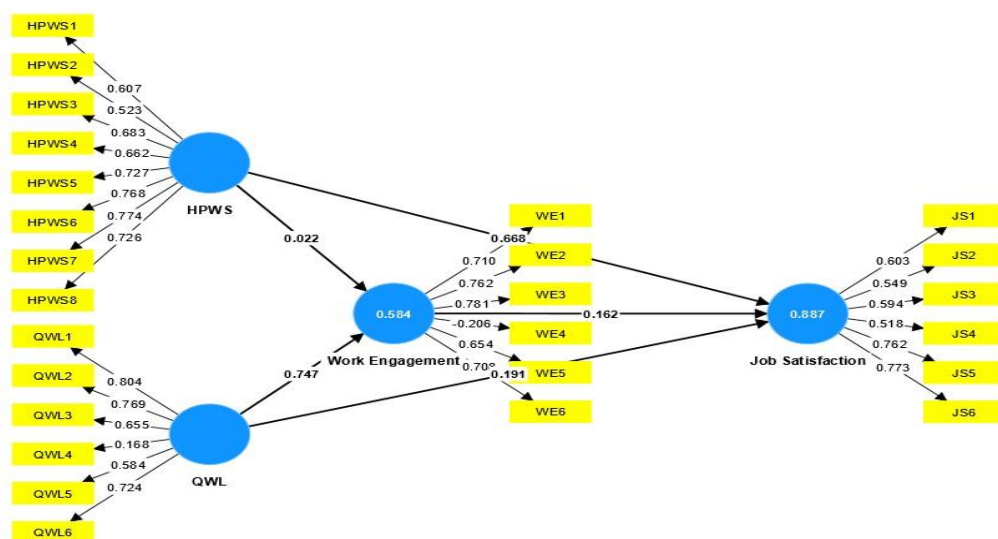 HPWS1
HPWS2
HPWS3
HPWS4
HPWS5
HPWS6
HPWS7
HPWS8
0.607
0.523
0.683
0.662
0.727
0.768
0.774
0.726
HPWS
QWL1
QWL2
QWL3
QWL4
QWL5
QWL6
0.804
0.769
0.655
0.168
0.584
0.724
QWL
0.022
0.747
0.584
Work Engagement
0.668
0.162
0.191
0.710
0.762
0.781
-0.206
0.654
WE1
WE2
WE3
WE4
WE5
WE6
0.887
Job Satisfaction
0.603
0.549
0.594
0.518
0.762
0.773
JS1
JS2
JS3
JS4
JS5
JS6